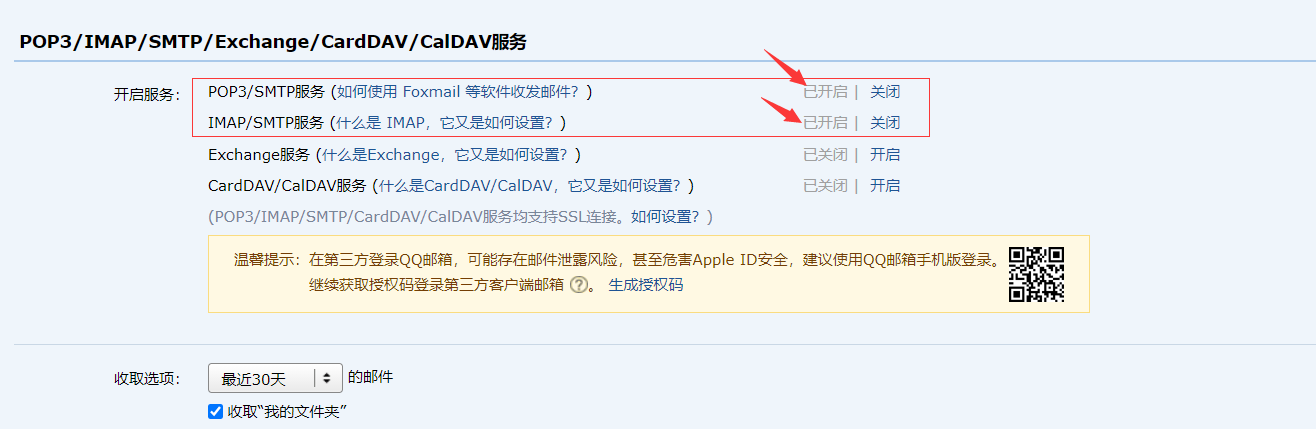 POP3/IMAP/SMTP/Exchange/CardDAV/CalDAV服务
开启服务： POP3/SMTP服务 (如何使用 Foxmail 等软件收发邮件？) 已开启 | 关闭
IMAP/SMTP服务 (什么是 IMAP，它又是如何设置？) 已开启 | 关闭
Exchange服务 (什么是Exchange，它又是如何设置？) 已关闭 | 开启
CardDAV/CalDAV服务 (什么是CardDAV/CalDAV，它又是如何设置？) 已关闭 | 开启
(POP3/IMAP/SMTP/CardDAV/CalDAV服务均支持SSL连接。如何设置？)
温馨提示：在第三方登录QQ邮箱，可能存在邮件泄露风险，甚至危害Apple ID安全，建议使用QQ邮箱手机版登录。
继续获取授权码登录第三方客户端邮箱 ? 。 生成授权码
收取选项： 最近30天 的邮件
收取“我的文件夹”